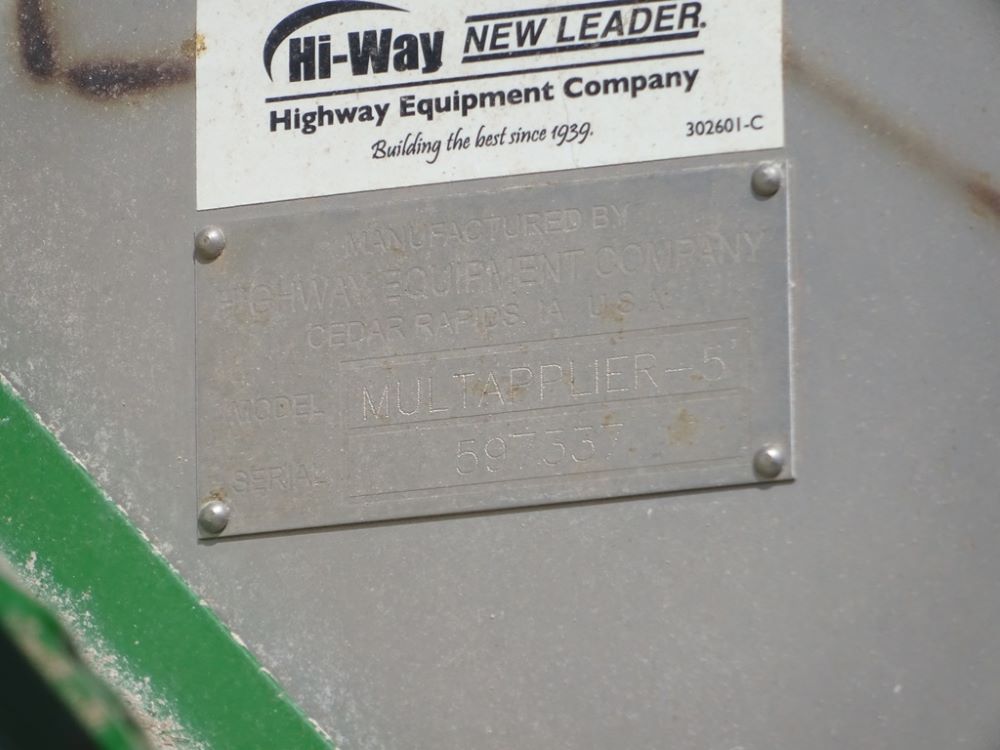 Hi-Way NEW LEADER.
Highway Equipment Company
Building the best since 1939.
302601-C
MANUFACTURED BY
HIGHWAY EQUIPMENT COMPANY
CEDAR RAPIDS, IA U.S.A.
MODEL MULTAPPLIER-5
SERIAL 597337